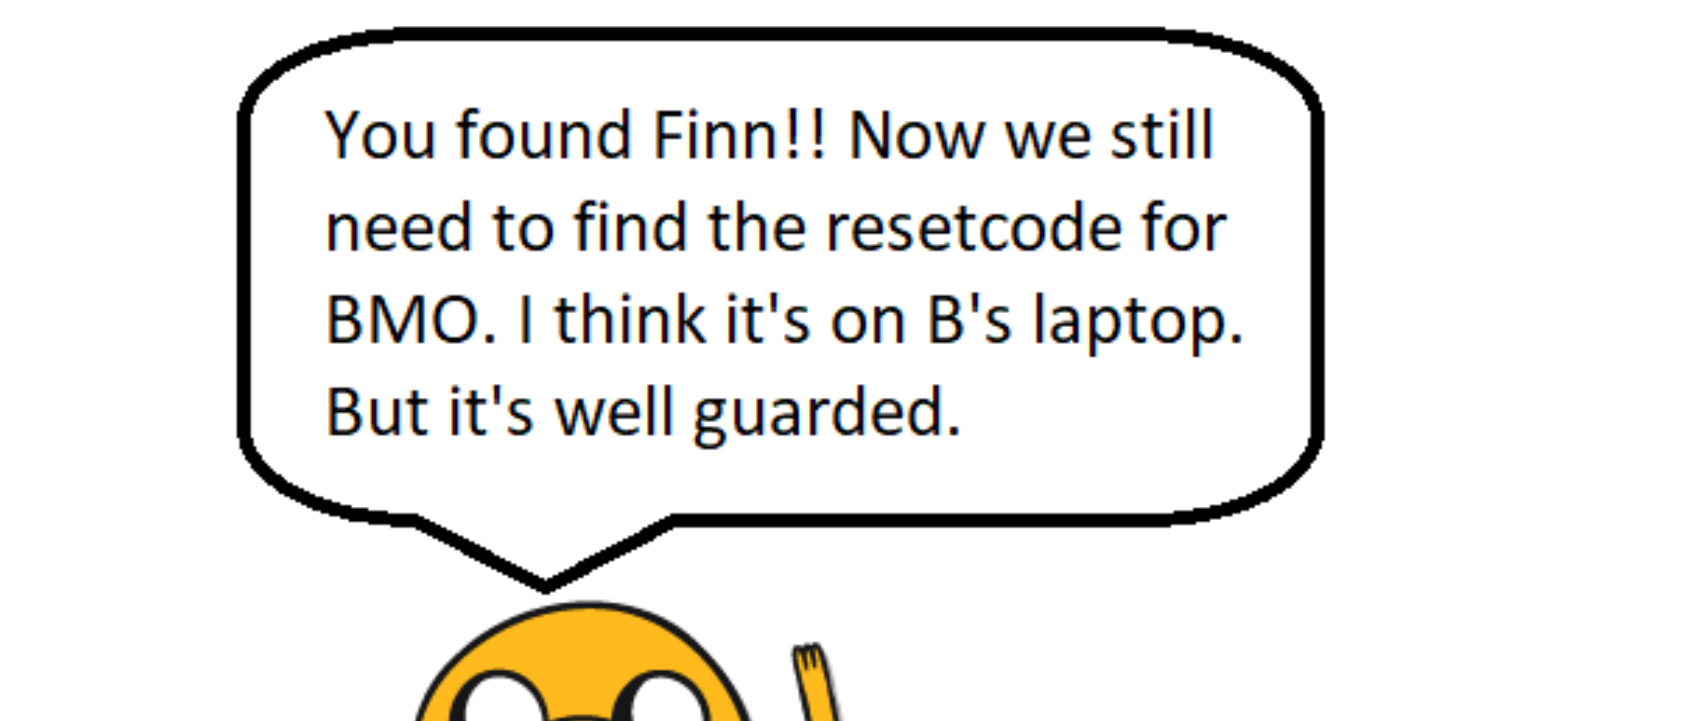 You found Finn!! Now we still
need to find the resetcode for
BMO. I think it's on B's laptop.
But it's well guarded.